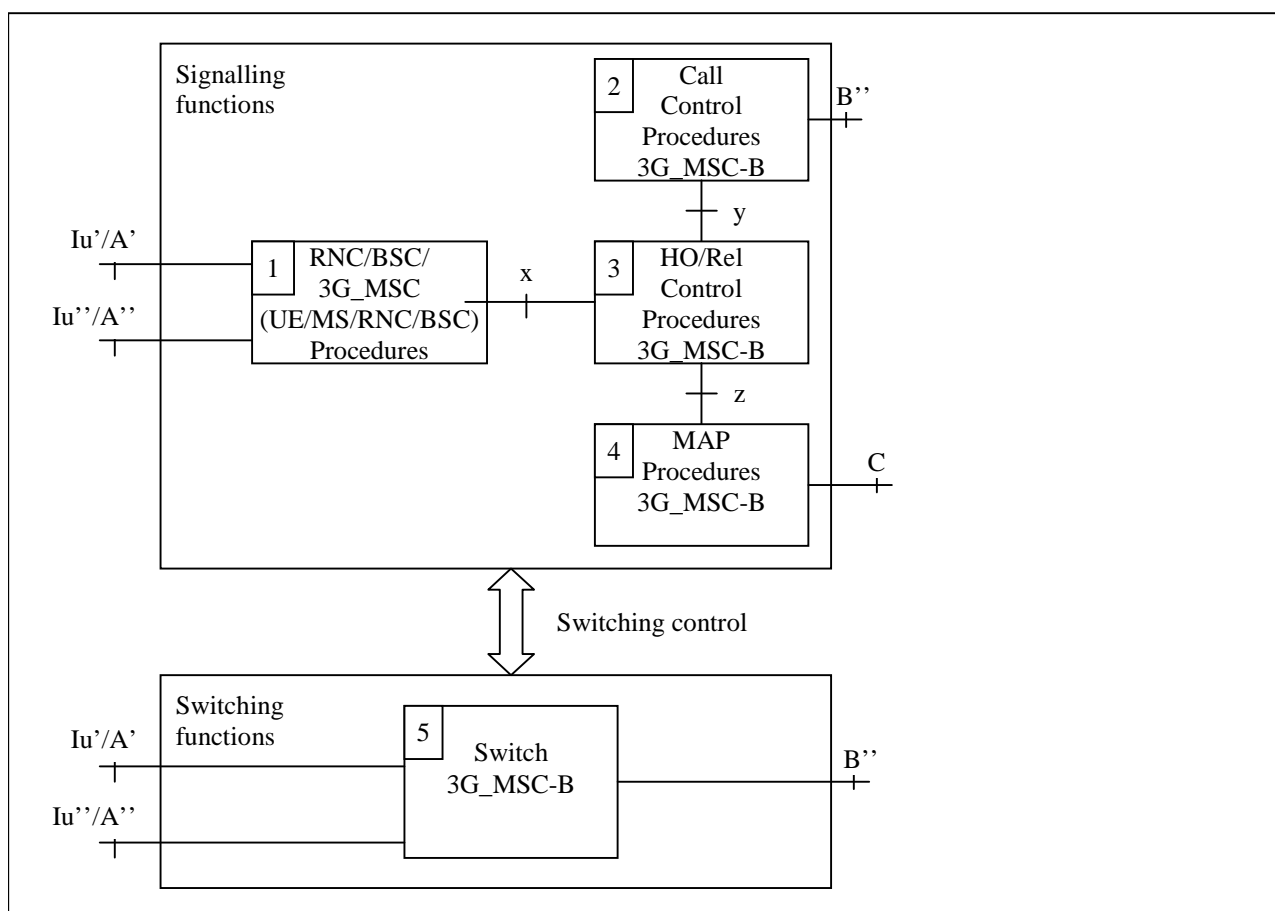 Signalling
functions
2
Call
Control
Procedures
3G_MSC-B
B’’
y
Iu’/A'
Iu’’/A’’
1
RNC/BSC/
3G_MSC
(UE/MS/RNC/BSC)
Procedures
x
3
HO/Rel
Control
Procedures
3G_MSC-B
z
4
MAP
Procedures
3G_MSC-B
C
Switching control
Switching
functions
Iu’/A'
Iu’’/A’’
5
Switch
3G_MSC-B
B’’